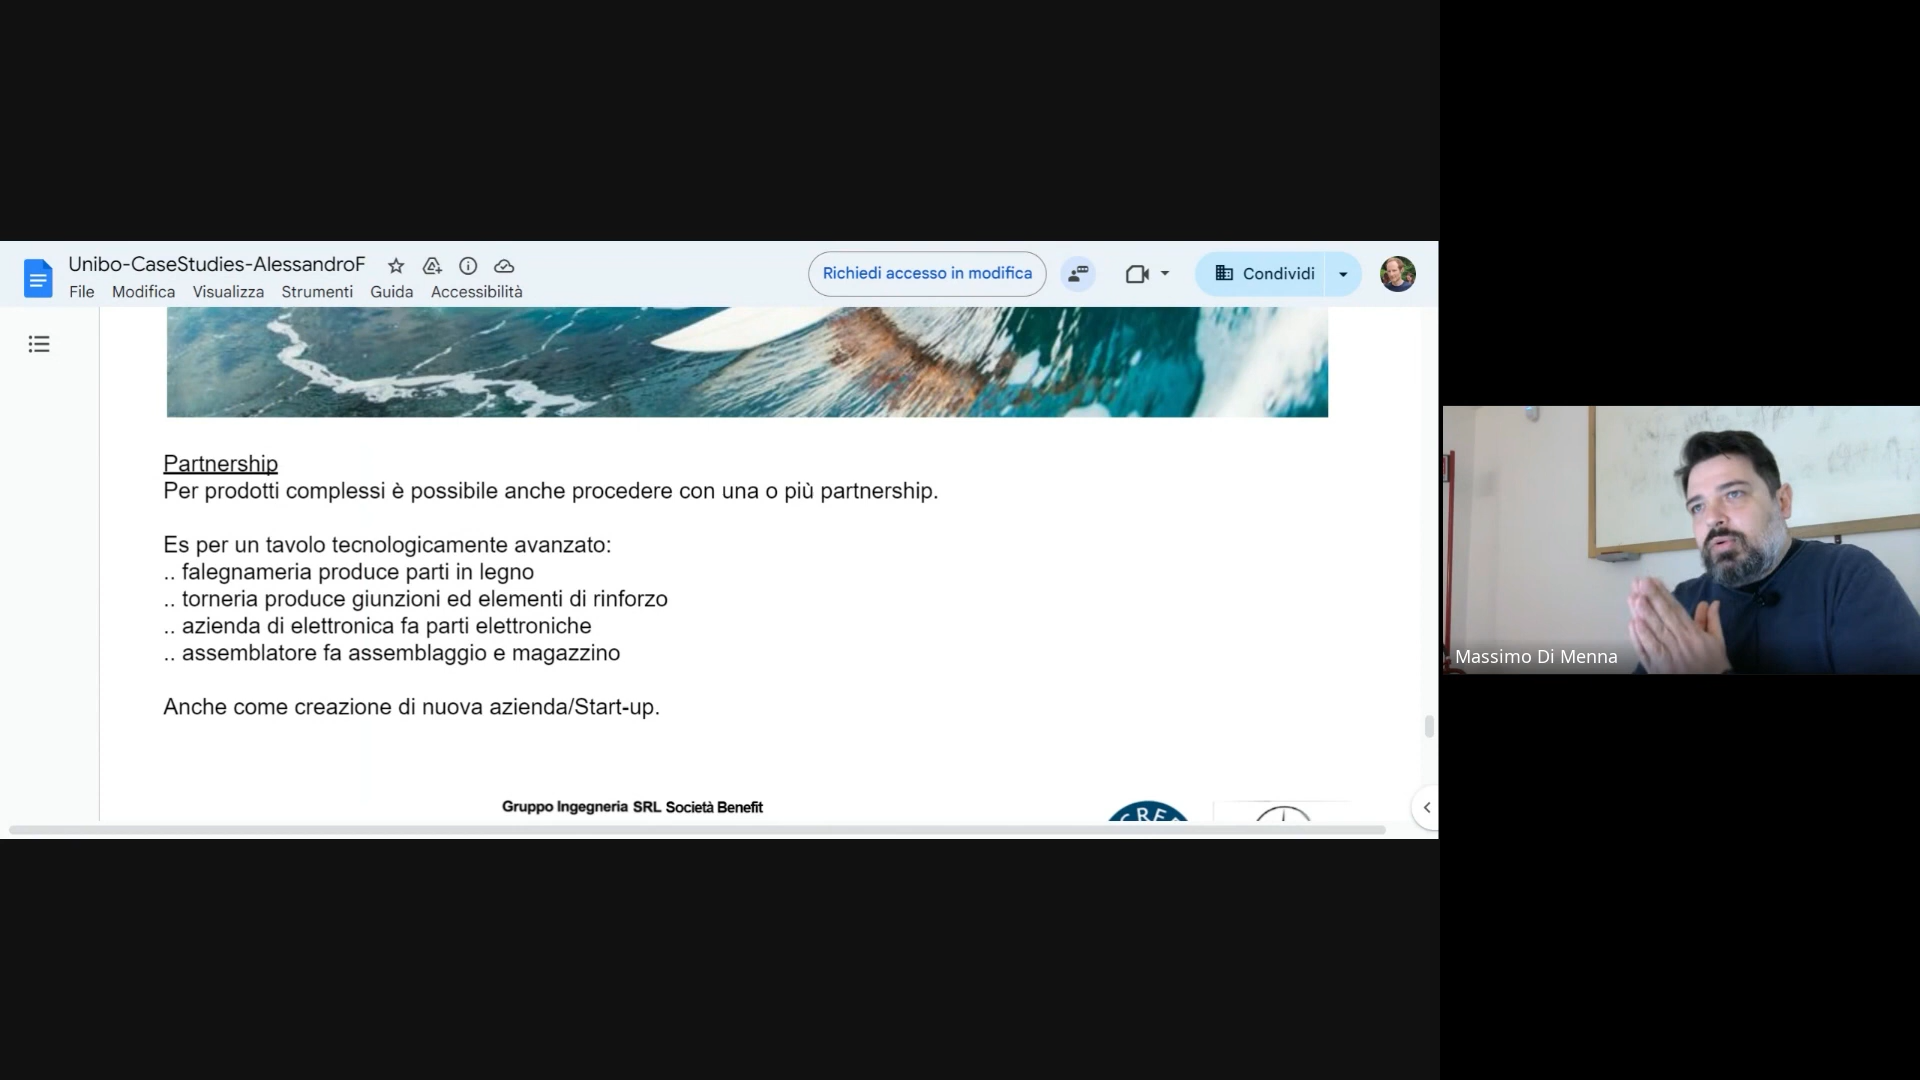 Unibo-CaseStudies-AlessandroF
File Modifica Visualizza Strumenti Guida Accessibilità
Richiedi accesso in modifica
Condividi
Partnership
Per prodotti complessi è possibile anche procedere con una o più partnership.
Es per un tavolo tecnologicamente avanzato:
.. falegnameria produce parti in legno
.. torneria produce giunzioni ed elementi di rinforzo
.. azienda di elettronica fa parti elettroniche
.. assemblatore fa assemblaggio e magazzino
Anche come creazione di nuova azienda/Start-up.
Gruppo Ingegneria SRL Società Benefit
CRE
Massimo Di Menna